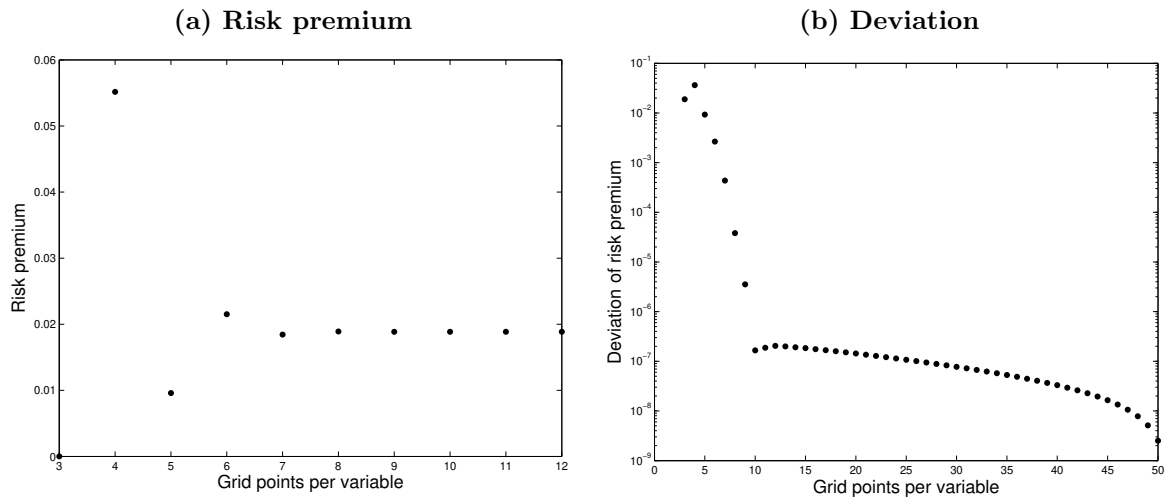 (a) Risk premium
0.06
0.05
0.04
0.03
0.02
0.01
0
3 4 5 6 7 8 9 10 11 12
Risk premium
Grid points per variable
(b) Deviation
10⁻¹
10⁻²
10⁻³
10⁻⁴
10⁻⁵
10⁻⁶
10⁻⁷
10⁻⁸
10⁻⁹
0 5 10 15 20 25 30 35 40 45 50
Deviation of risk premium
Grid points per variable